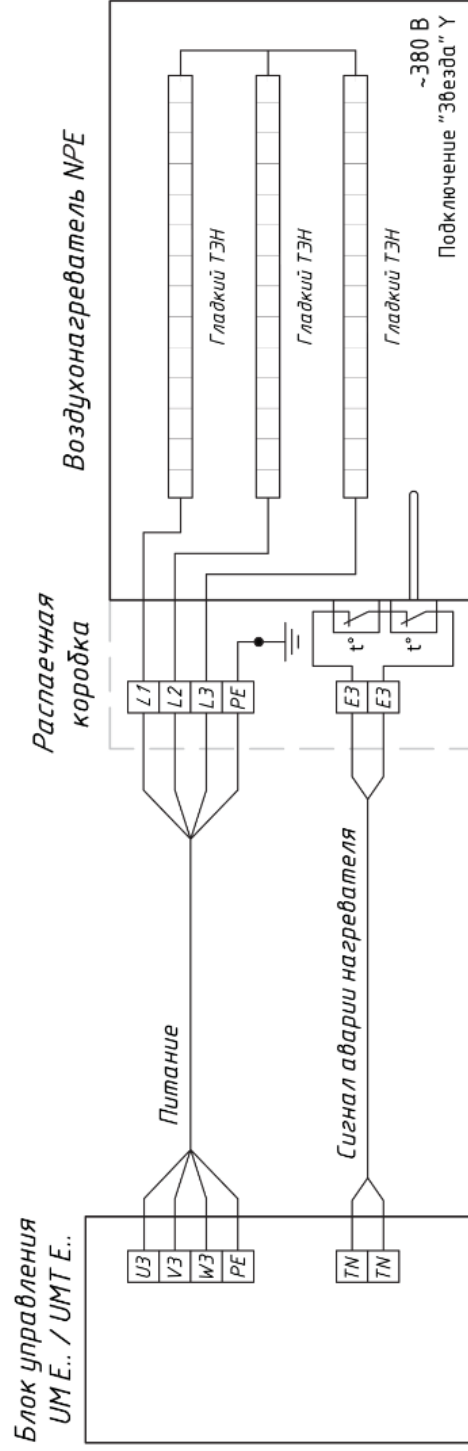 Блок управления
UM E.. / UMT E..
U3
V3
W3
PE
TN
TN
Питание
Сигнал аварии нагревателя
Распаечная
коробка
L1
L2
L3
PE
E3
E3
t°
t°
Воздухонагреватель NPE
Гладкий ТЭН
Гладкий ТЭН
Гладкий ТЭН
~380 В
Подключение "Звезда" Y